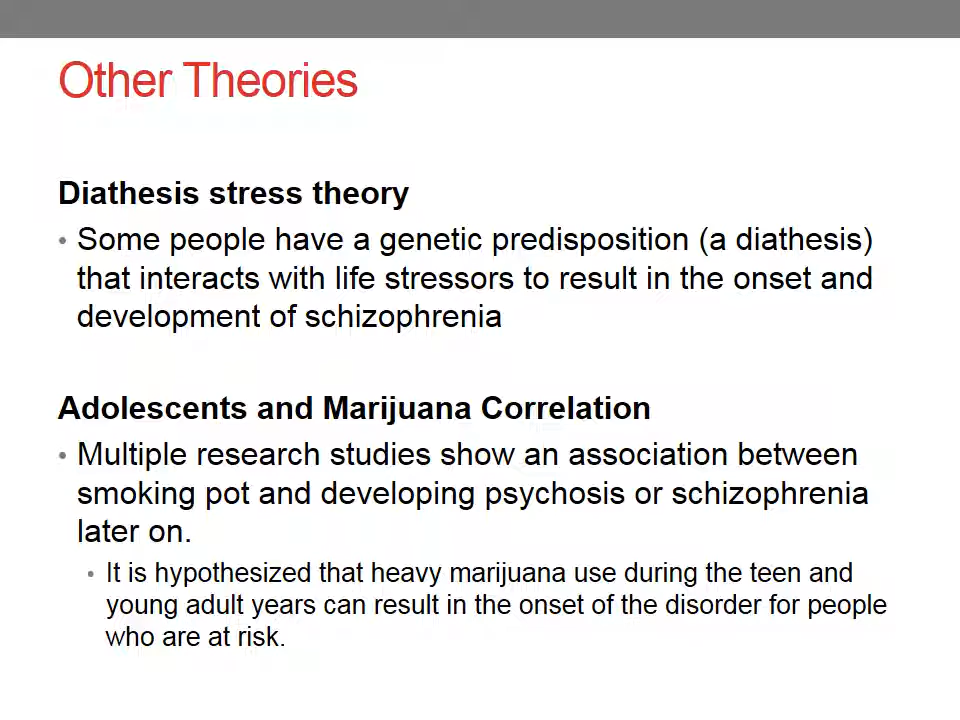 Other Theories
Diathesis stress theory
• Some people have a genetic predisposition (a diathesis)
that interacts with life stressors to result in the onset and
development of schizophrenia
Adolescents and Marijuana Correlation
• Multiple research studies show an association between
smoking pot and developing psychosis or schizophrenia
later on.
• It is hypothesized that heavy marijuana use during the teen and
young adult years can result in the onset of the disorder for people
who are at risk.